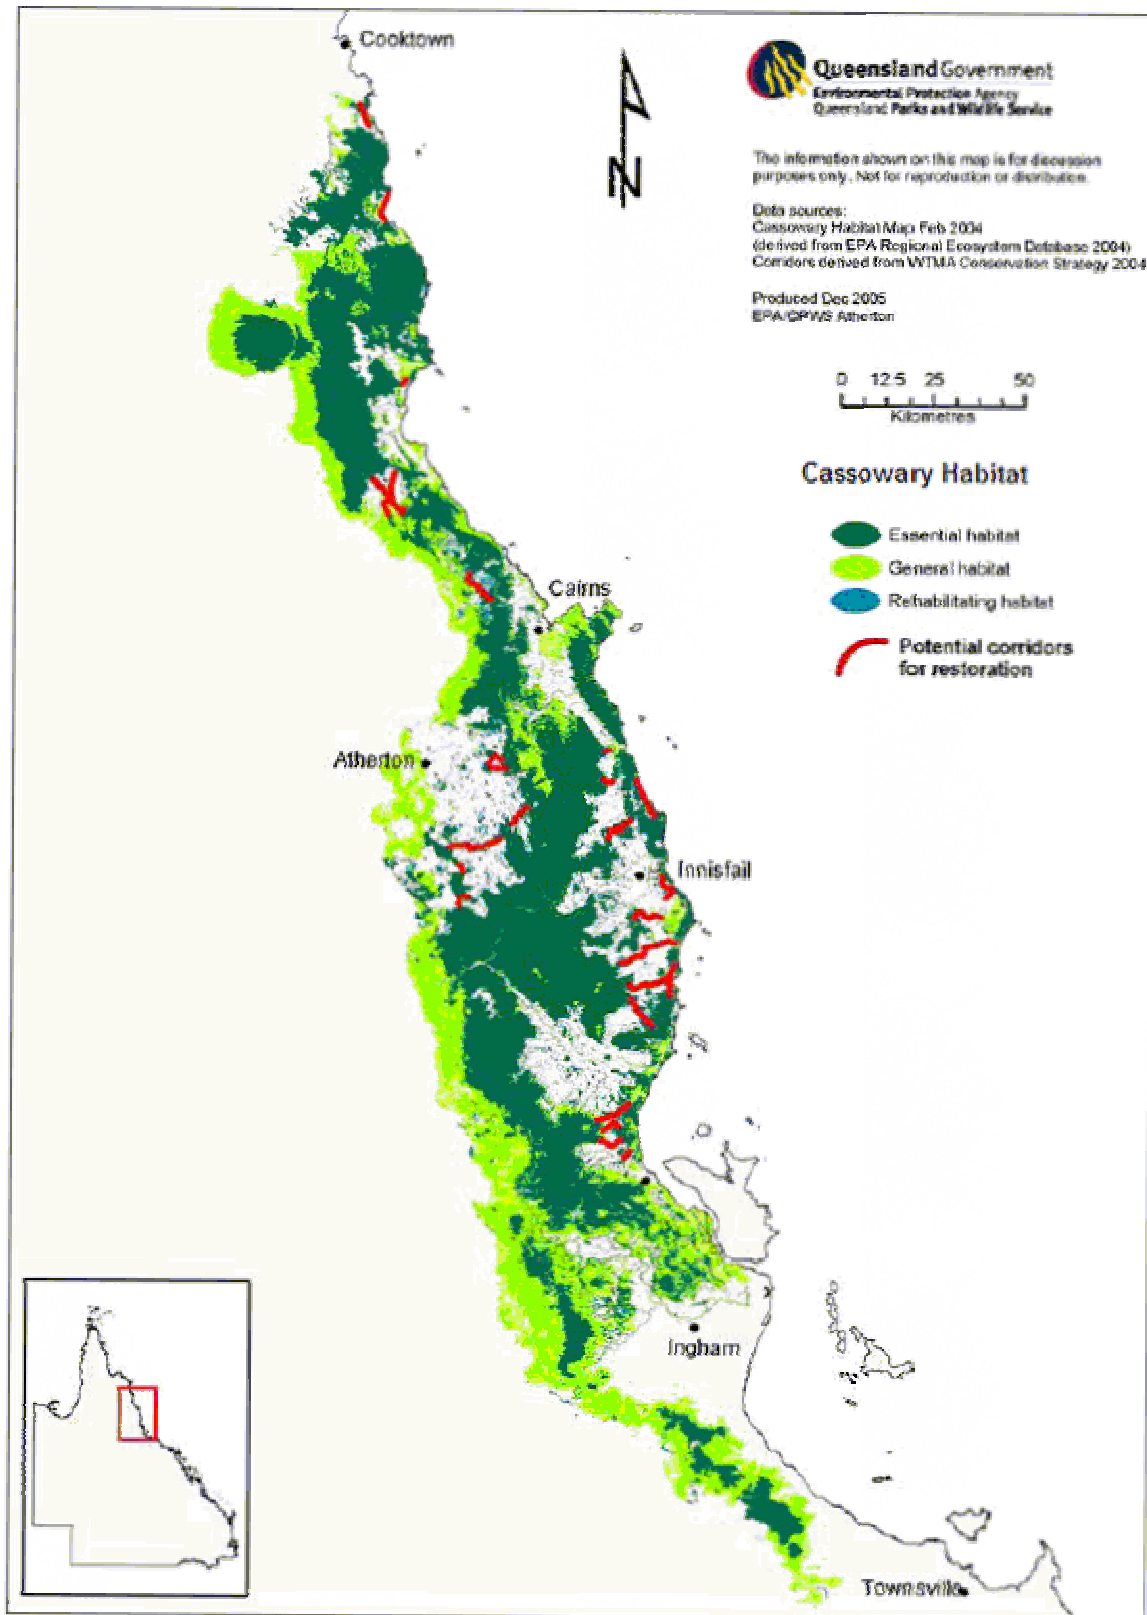 Cooktown
Queensland Government
Environmental Protection Agency
Queensland Parks and Wildlife Service
N
The information shown on this map is for discussion
purposes only. Not for reproduction or distribution.
Data sources:
Cassowary Habitat Map Feb 2004
(derived from EPA Regional Ecosystem Database 2004)
Corridors derived from WTMA Conservation Strategy 2004
Produced Dec 2005
EPA/QPWS Atherton
0 12.5 25 50
Kilometres
Cassowary Habitat
Essential habitat
General habitat
Rehabilitating habitat
Potential corridors
for restoration
Cairns
Atherton
Innisfail
Ingham
Townsville